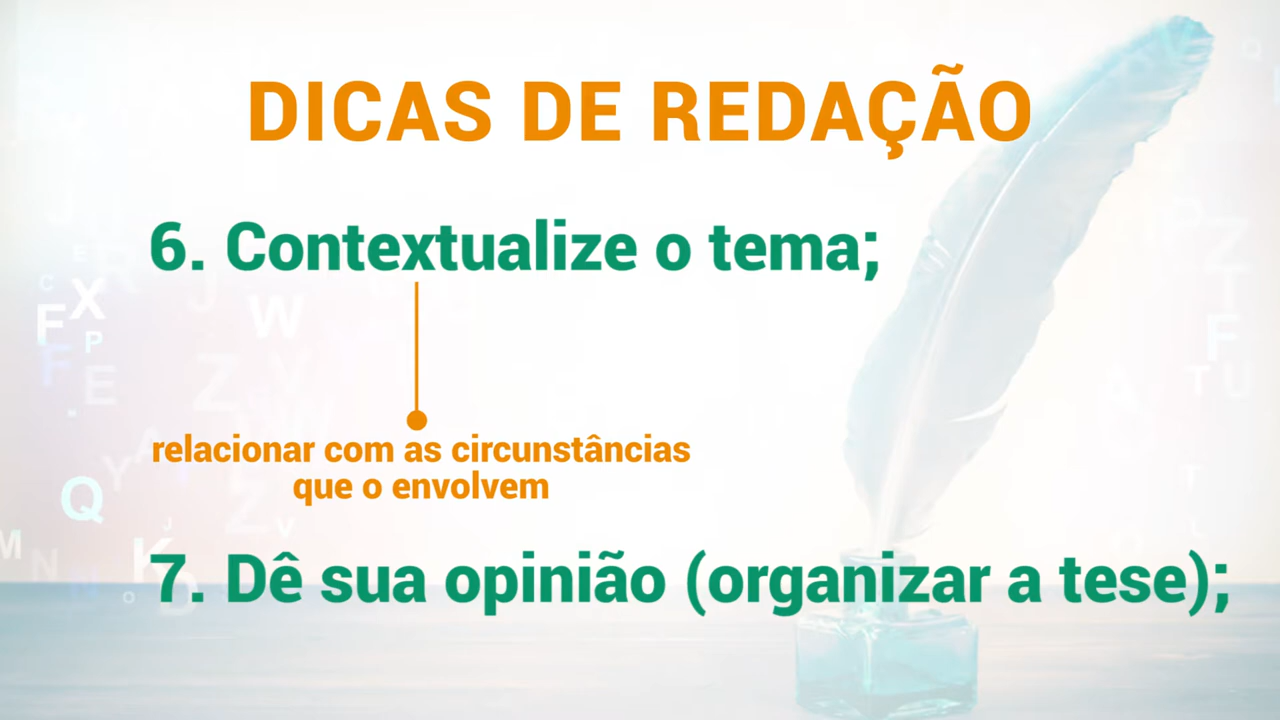 DICAS DE REDAÇÃO
6. Contextualize o tema;
relacionar com as circunstâncias
que o envolvem
7. Dê sua opinião (organizar a tese);